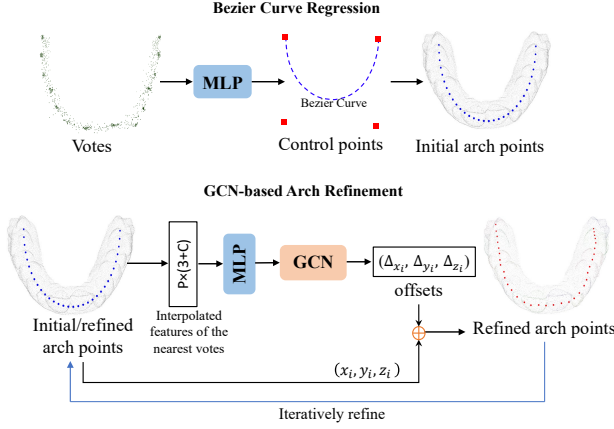 Bezier Curve Regression
MLP
Bezier Curve
Votes
Control points
Initial arch points
GCN-based Arch Refinement
P×(3+C)
MLP
GCN
(Δxᵢ, Δyᵢ, Δzᵢ)
offsets
Initial/refined
arch points
Interpolated
features of the
nearest votes
Refined arch points
(xᵢ, yᵢ, zᵢ)
Iteratively refine